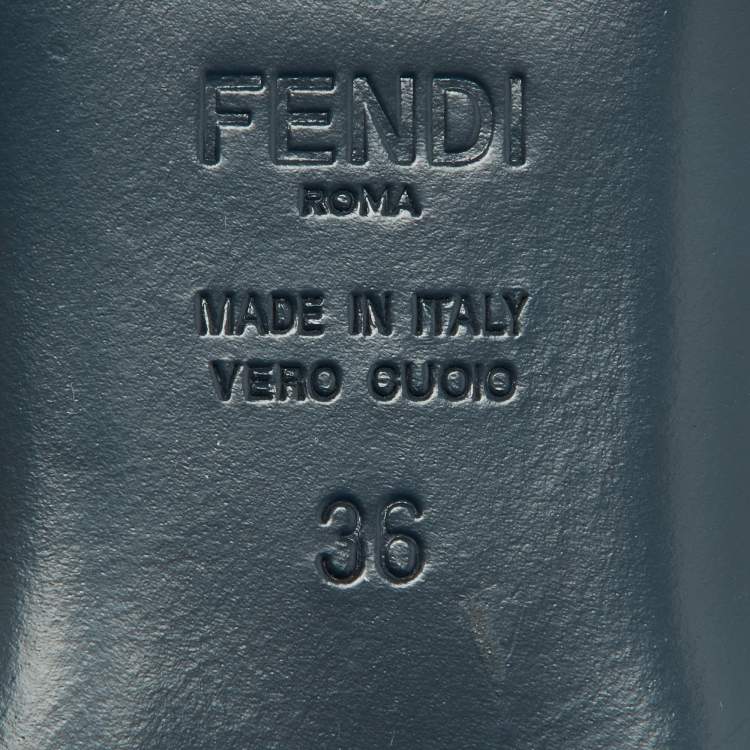 FENDI
ROMA
MADE IN ITALY
VERO CUOIO
36